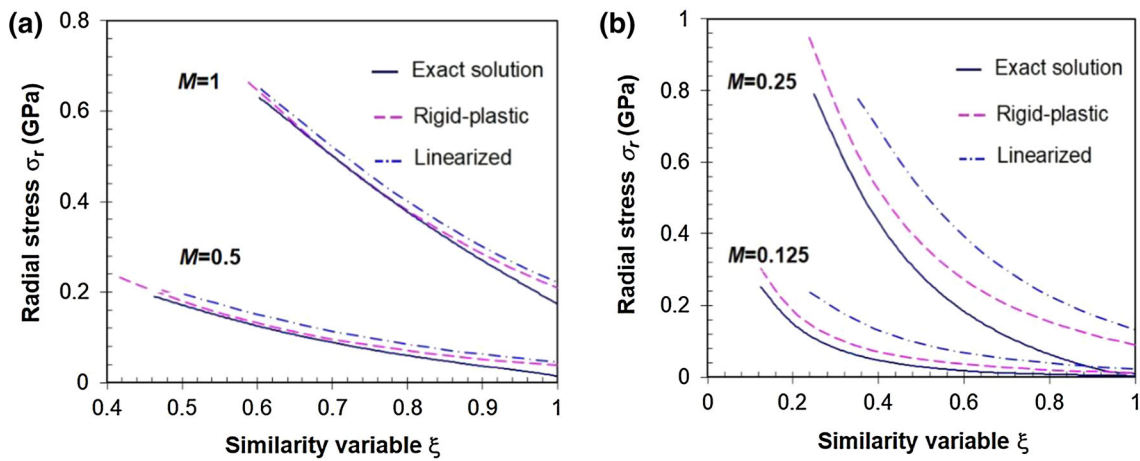 (a)
Radial stress σr (GPa)
0.8
0.6
0.4
0.2
0
M=1
M=0.5
Exact solution
Rigid-plastic
Linearized
0.4 0.5 0.6 0.7 0.8 0.9 1
Similarity variable ξ
(b)
Radial stress σr (GPa)
1
0.8
0.6
0.4
0.2
0
M=0.25
M=0.125
Exact solution
Rigid-plastic
Linearized
0 0.2 0.4 0.6 0.8 1
Similarity variable ξ